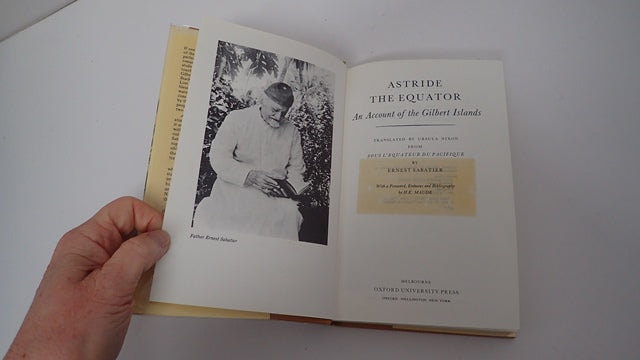 Father Ernest Sabatier
ASTRIDE
THE EQUATOR
An Account of the Gilbert Islands
TRANSLATED BY URSULA NIXON
FROM
SOUS L'EQUATEUR DU PACIFIQUE
BY
ERNEST SABATIER
With a Foreword, Endnotes and Bibliography
by H.E. MAUDE
MELBOURNE
OXFORD UNIVERSITY PRESS
OXFORD WELLINGTON NEW YORK